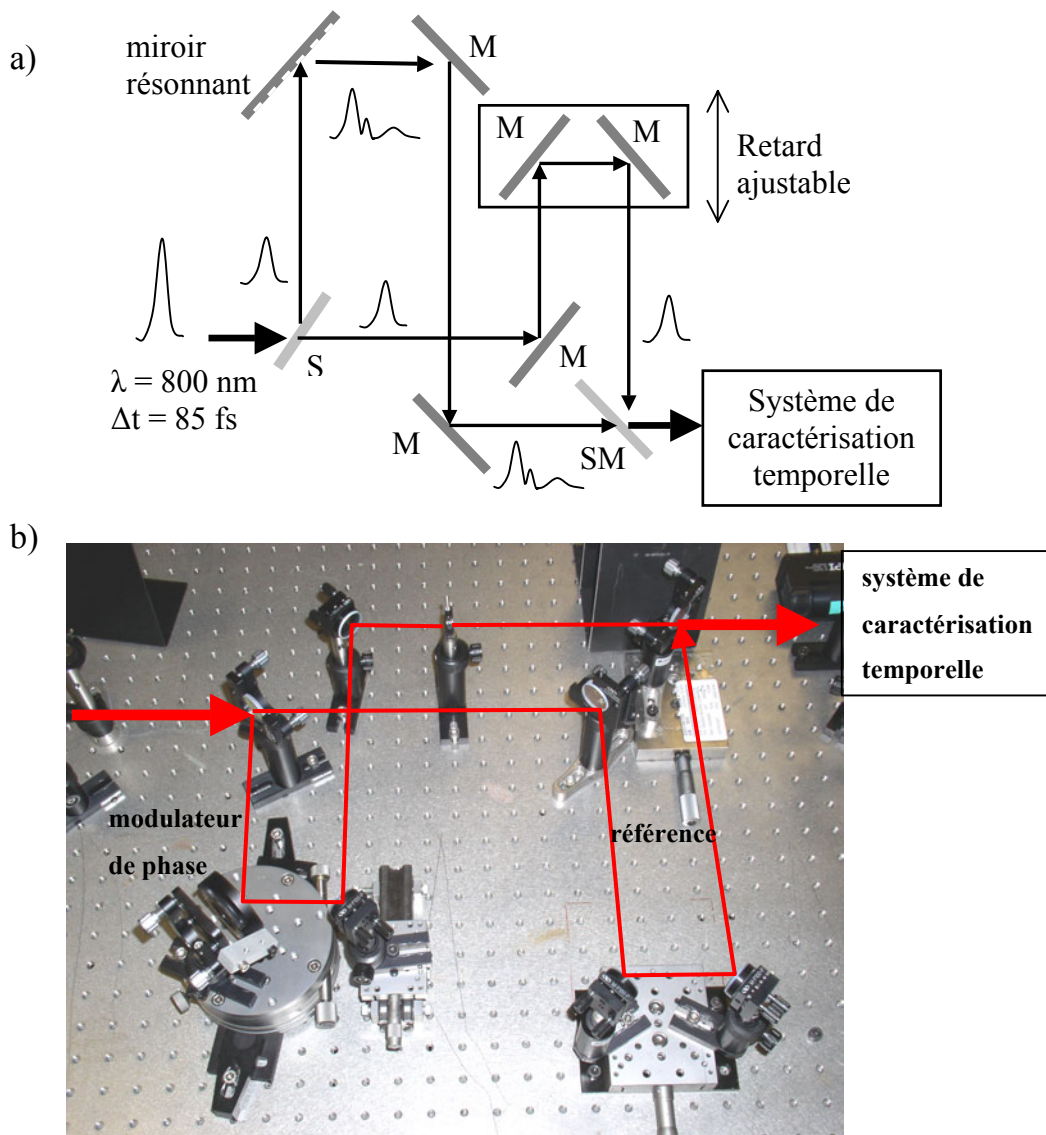 a)
miroir
résonnant
M
M
M
Retard
ajustable
S
M
λ = 800 nm
Δt = 85 fs
M
SM
Système de
caractérisation
temporelle
b)
système de
caractérisation
temporelle
modulateur
de phase
référence